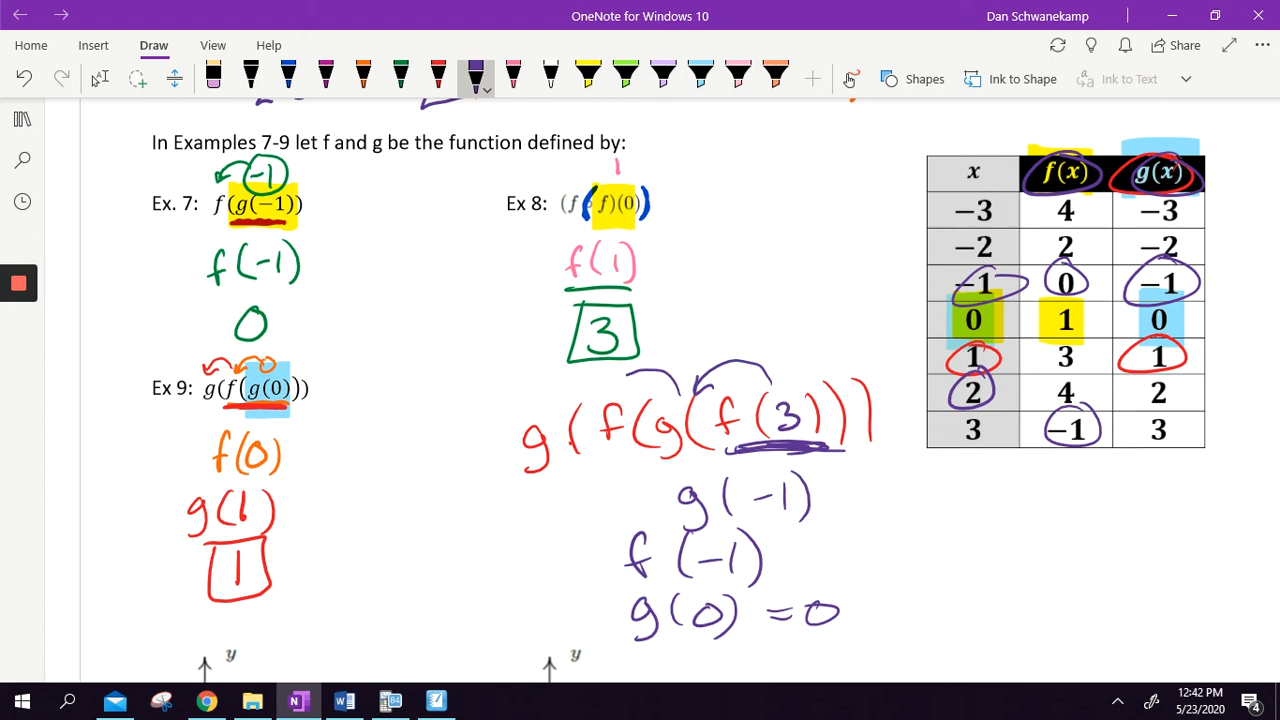 OneNote for Windows 10
Dan Schwanekamp
Home Insert Draw View Help
Share
Shapes Ink to Shape Ink to Text
In Examples 7-9 let f and g be the function defined by:
-1
Ex. 7: f(g(−1))
f(-1)
0
1
Ex 8: (f f)(0)
f(1)
3
0
Ex 9: g(f(g(0)))
f(0)
g(1)
1
g(f(g(f(3))))
g(-1)
f(-1)
g(0) = 0
x f(x) g(x)
−3 4 −3
−2 2 −2
−1 0 −1
0 1 0
1 3 1
2 4 2
3 −1 3
y
y
12:42 PM
5/23/2020
4